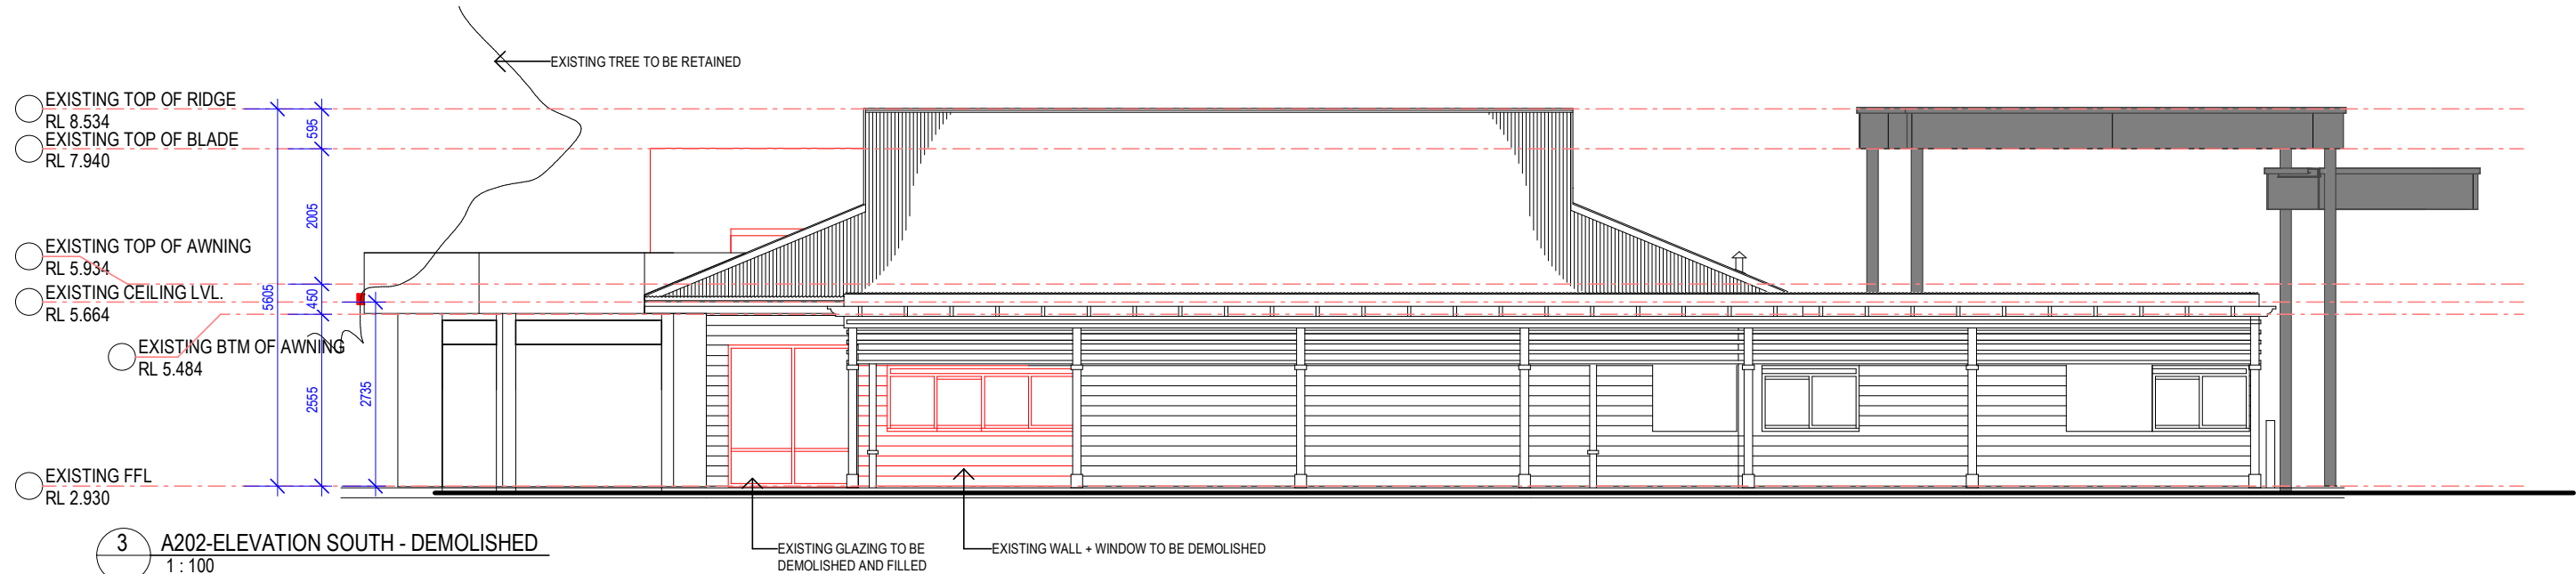 EXISTING TREE TO BE RETAINED
EXISTING TOP OF RIDGE
RL 8.534
595
EXISTING TOP OF BLADE
RL 7.940
2005
EXISTING TOP OF AWNING
RL 5.934
5605
450
EXISTING CEILING LVL.
RL 5.664
EXISTING BTM OF AWNING
RL 5.484
2555
2735
EXISTING FFL
RL 2.930
3
A202-ELEVATION SOUTH - DEMOLISHED
1 : 100
EXISTING GLAZING TO BE
DEMOLISHED AND FILLED
EXISTING WALL + WINDOW TO BE DEMOLISHED